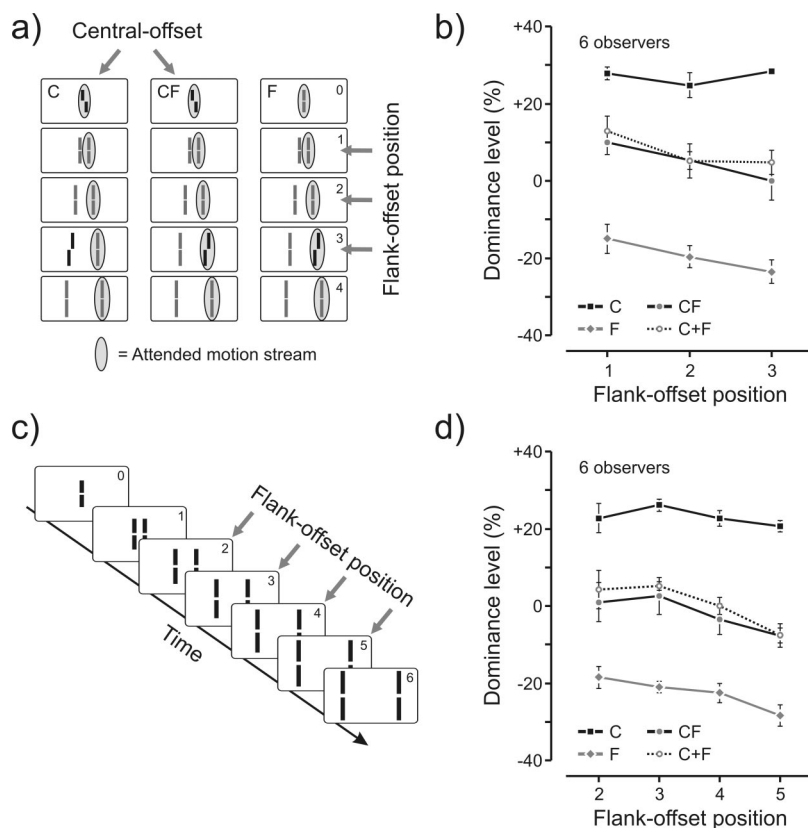 a)
Central-offset
C
CF
F
0
1
2
3
4
Flank-offset position
= Attended motion stream
b)
6 observers
Dominance level (%)
+40
+20
0
-20
-40
C
CF
F
C+F
1 2 3
Flank-offset position
c)
0
1
2
3
4
5
6
Flank-offset position
Time
d)
6 observers
Dominance level (%)
+40
+20
0
-20
-40
C
CF
F
C+F
2 3 4 5
Flank-offset position